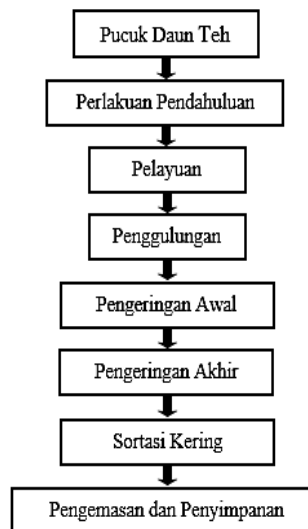 Pucuk Daun Teh
Perlakuan Pendahuluan
Pelayuan
Penggulungan
Pengeringan Awal
Pengeringan Akhir
Sortasi Kering
Pengemasan dan Penyimpanan